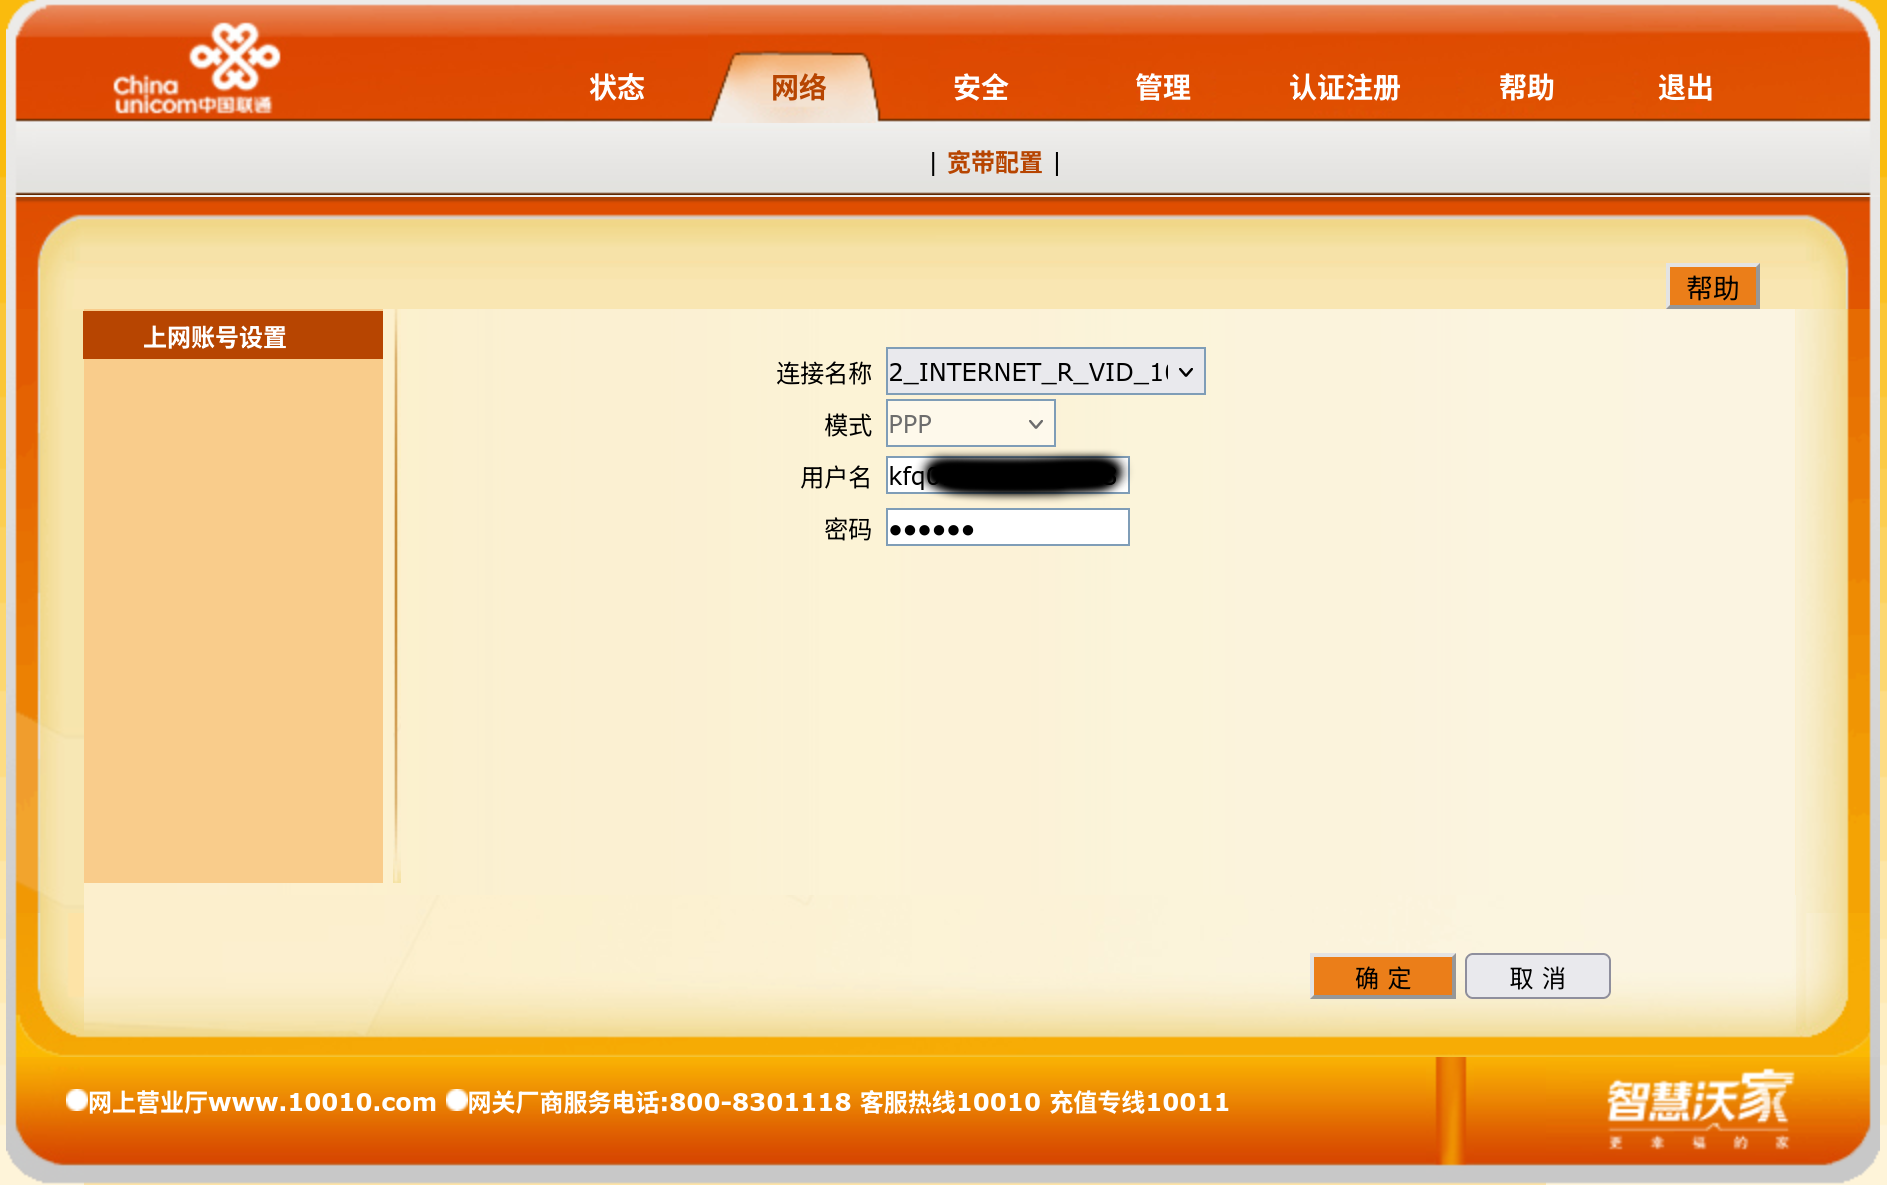 China
unicom中国联通
状态 网络 安全 管理 认证注册 帮助 退出
| 宽带配置 |
帮助
上网账号设置
连接名称 2_INTERNET_R_VID_10
模式 PPP
用户名 kfq
密码 ●●●●●●
确 定 取 消
●网上营业厅www.10010.com ●网关厂商服务电话:800-8301118 客服热线10010 充值专线10011
智慧沃家
更 幸 福 的 家